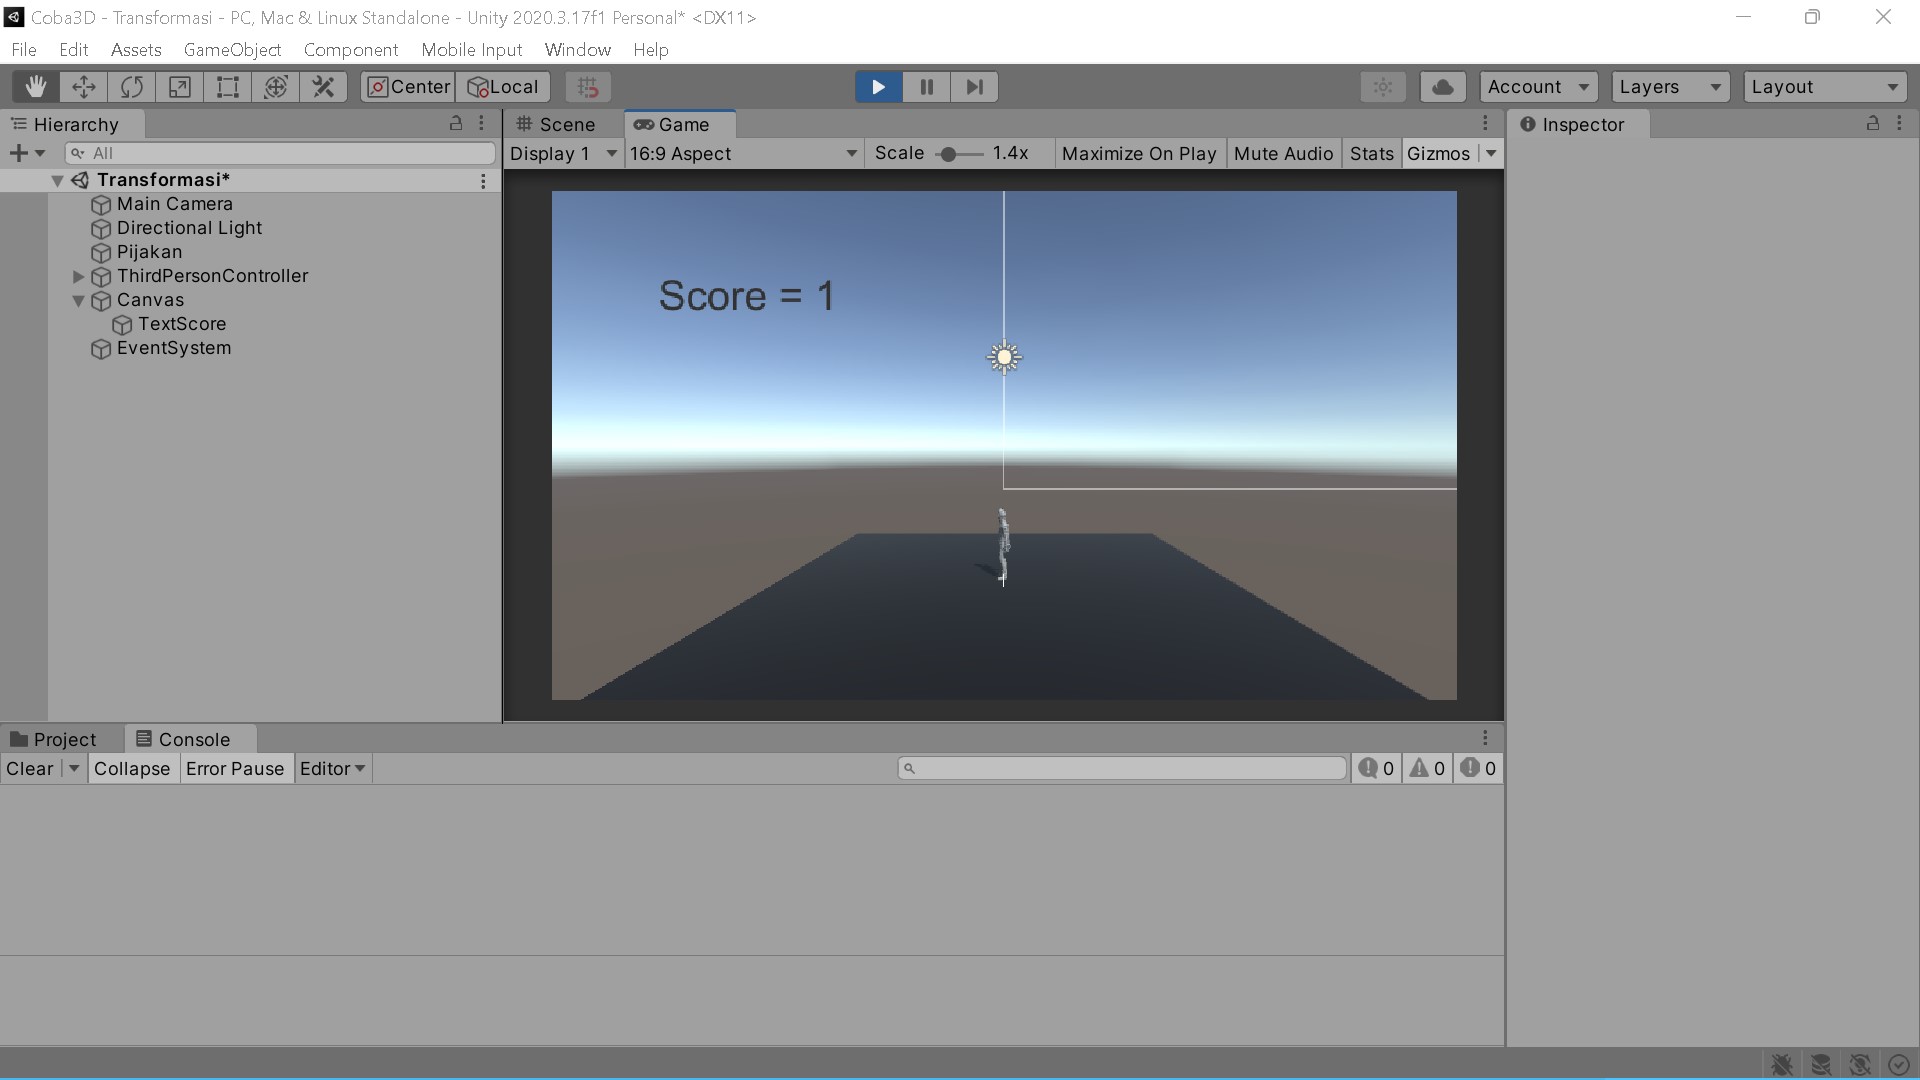 Coba3D - Transformasi - PC, Mac & Linux Standalone - Unity 2020.3.17f1 Personal* <DX11>
File Edit Assets GameObject Component Mobile Input Window Help
Center Local Account Layers Layout
Hierarchy
All
Transformasi*
Main Camera
Directional Light
Pijakan
ThirdPersonController
Canvas
TextScore
EventSystem
Scene Game
Display 1 16:9 Aspect Scale 1.4x Maximize On Play Mute Audio Stats Gizmos
Score = 1
Inspector
Project Console
Clear Collapse Error Pause Editor 0 0 0